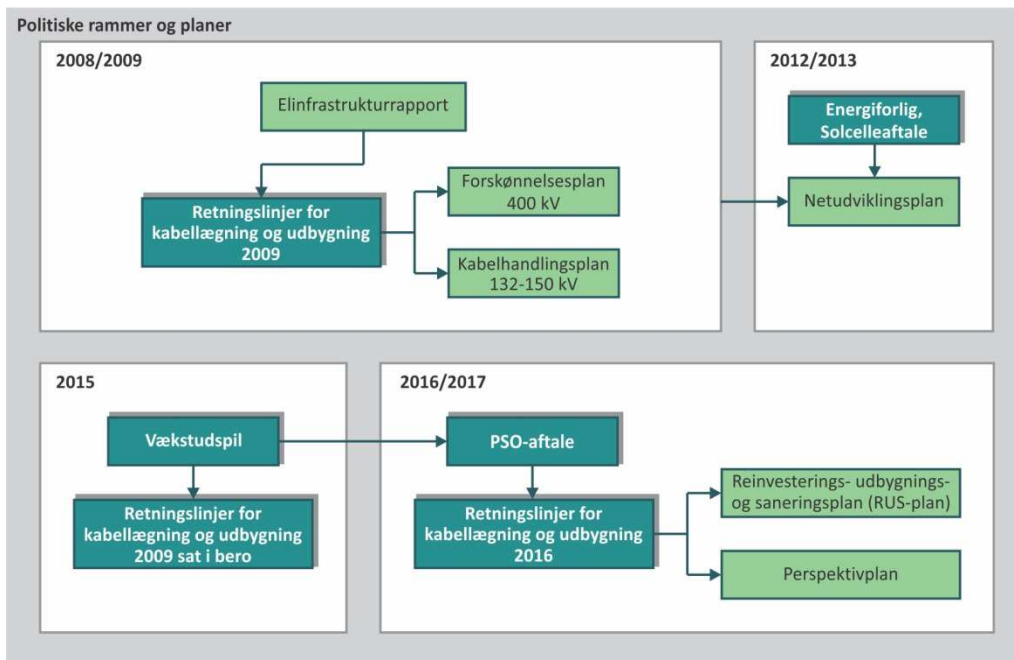 Politiske rammer og planer
2008/2009
Elinfrastrukturrapport
Retningslinjer for
kabellægning og udbygning
2009
Forskønnelsesplan
400 kV
Kabelhandlingsplan
132-150 kV
2012/2013
Energiforlig,
Solcelleaftale
Netudviklingsplan
2015
Vækstudspil
Retningslinjer for
kabellægning og udbygning
2009 sat i bero
2016/2017
PSO-aftale
Retningslinjer for
kabellægning og udbygning
2016
Reinvesterings- udbygnings-
og saneringsplan (RUS-plan)
Perspektivplan